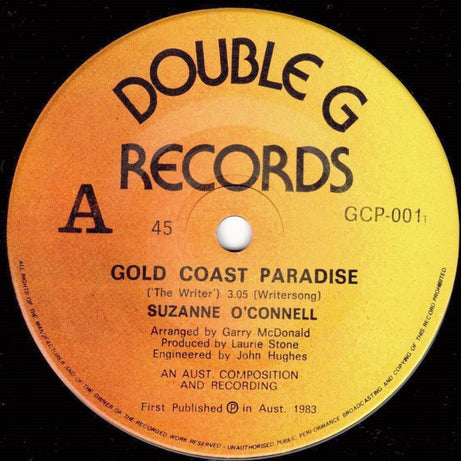 DOUBLE G
RECORDS
A
45
GCP-001₁
GOLD COAST PARADISE
('The Writer') 3.05 (Writersong)
SUZANNE O'CONNELL
Arranged by Garry McDonald
Produced by Laurie Stone
Engineered by John Hughes
AN AUST. COMPOSITION
AND RECORDING
First Published Ⓟ in Aust. 1983
ALL RIGHTS OF THE MANUFACTURER AND OF THE OWNER OF THE RECORDED WORK RESERVED - UNAUTHORISED PUBLIC PERFORMANCE BROADCASTING AND COPYING OF THIS RECORD PROHIBITED.